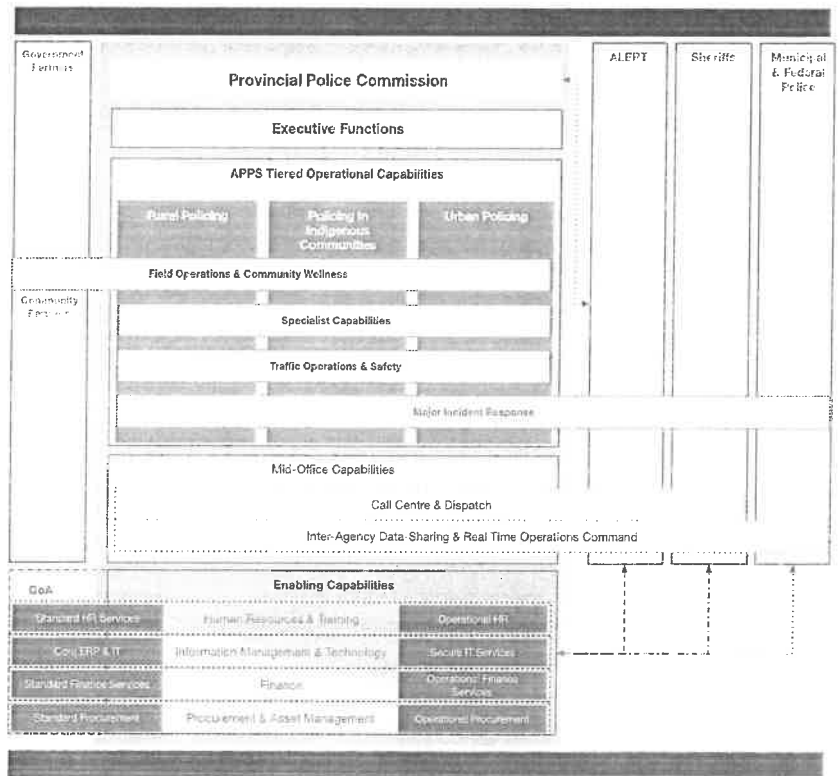 Government
Partners
Provincial Police Commission
ALERT
Sheriffs
Municipal
& Federal
Police
Executive Functions
APPS Tiered Operational Capabilities
Rural Policing
Policing In
Indigenous
Communities
Urban Policing
Field Operations & Community Wellness
Community
Partners
Specialist Capabilities
Traffic Operations & Safety
Major Incident Response
Mid-Office Capabilities
Call Centre & Dispatch
Inter-Agency Data-Sharing & Real Time Operations Command
GoA
Enabling Capabilities
Standard HR Services
Human Resources & Training
Operational HR
Core ERP & IT
Information Management & Technology
Secure IT Services
Standard Finance Services
Finance
Operational Finance
Services
Standard Procurement
Procurement & Asset Management
Operational Procurement